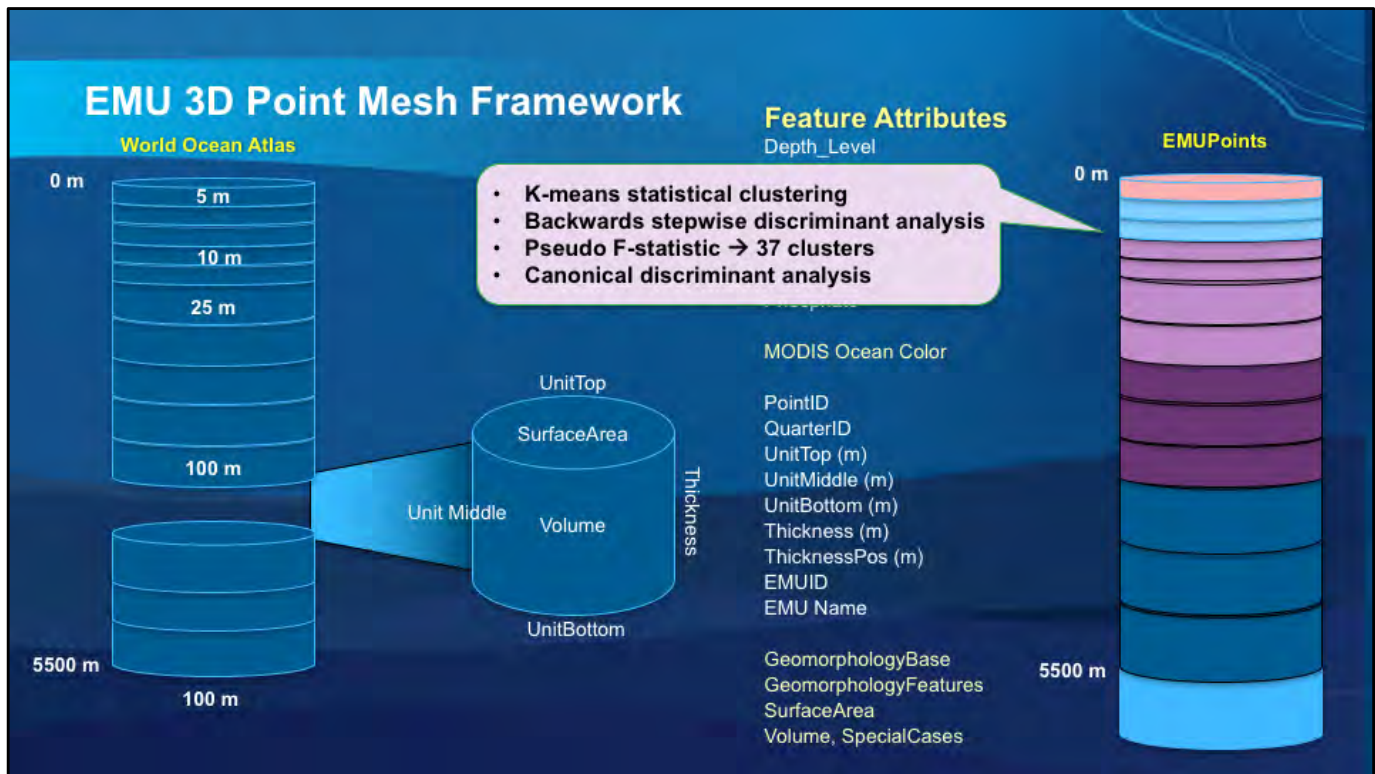 EMU 3D Point Mesh Framework
World Ocean Atlas
0 m
5 m
10 m
25 m
100 m
5500 m
100 m
UnitTop
SurfaceArea
Unit Middle
Volume
Thickness
UnitBottom
Feature Attributes
Depth_Level
• K-means statistical clustering
• Backwards stepwise discriminant analysis
• Pseudo F-statistic → 37 clusters
• Canonical discriminant analysis
MODIS Ocean Color
PointID
QuarterID
UnitTop (m)
UnitMiddle (m)
UnitBottom (m)
Thickness (m)
ThicknessPos (m)
EMUID
EMU Name
GeomorphologyBase
GeomorphologyFeatures
SurfaceArea
Volume, SpecialCases
EMUPoints
0 m
5500 m